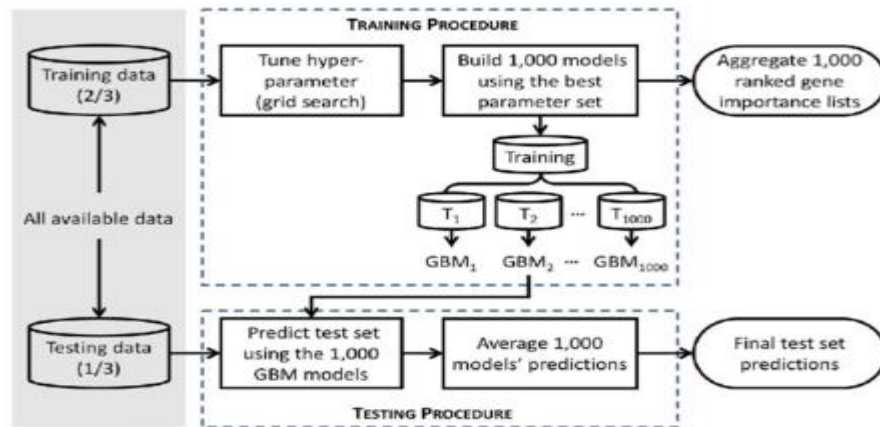 TRAINING PROCEDURE
Training data
(2/3)
Tune hyper-
parameter
(grid search)
Build 1,000 models
using the best
parameter set
Aggregate 1,000
ranked gene
importance lists
Training
T1
T2
...
T1000
GBM1
GBM2
...
GBM1000
All available data
Testing data
(1/3)
Predict test set
using the 1,000
GBM models
Average 1,000
models' predictions
Final test set
predictions
TESTING PROCEDURE